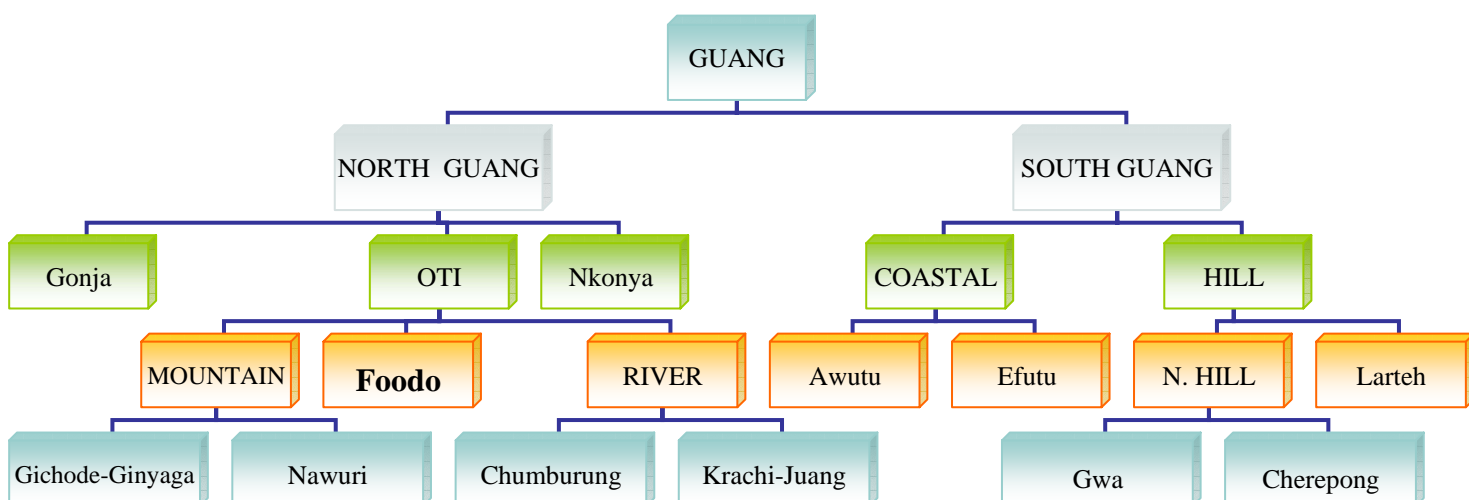 GUANG
NORTH GUANG
SOUTH GUANG
Gonja
OTI
Nkonya
COASTAL
HILL
MOUNTAIN
Foodo
RIVER
Awutu
Efutu
N. HILL
Larteh
Gichode-Ginyaga
Nawuri
Chumburung
Krachi-Juang
Gwa
Cherepong